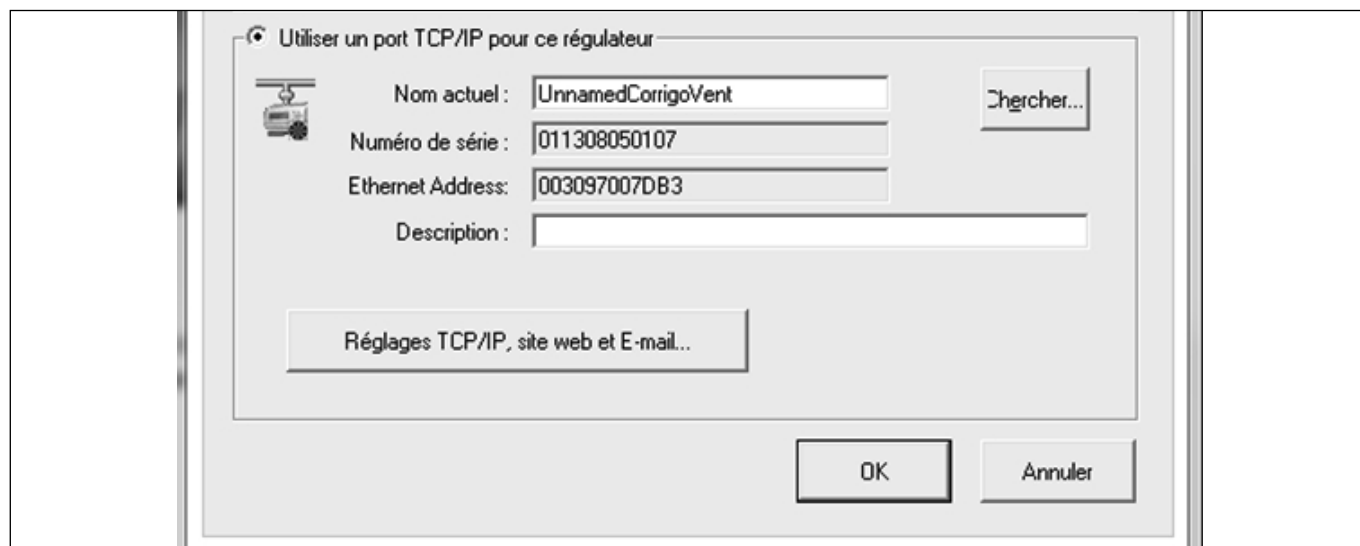 Utiliser un port TCP/IP pour ce régulateur
Nom actuel : UnnamedCorrigoVent Chercher...
Numéro de série : 011308050107
Ethernet Address: 003097007DB3
Description :
Réglages TCP/IP, site web et E-mail...
OK Annuler